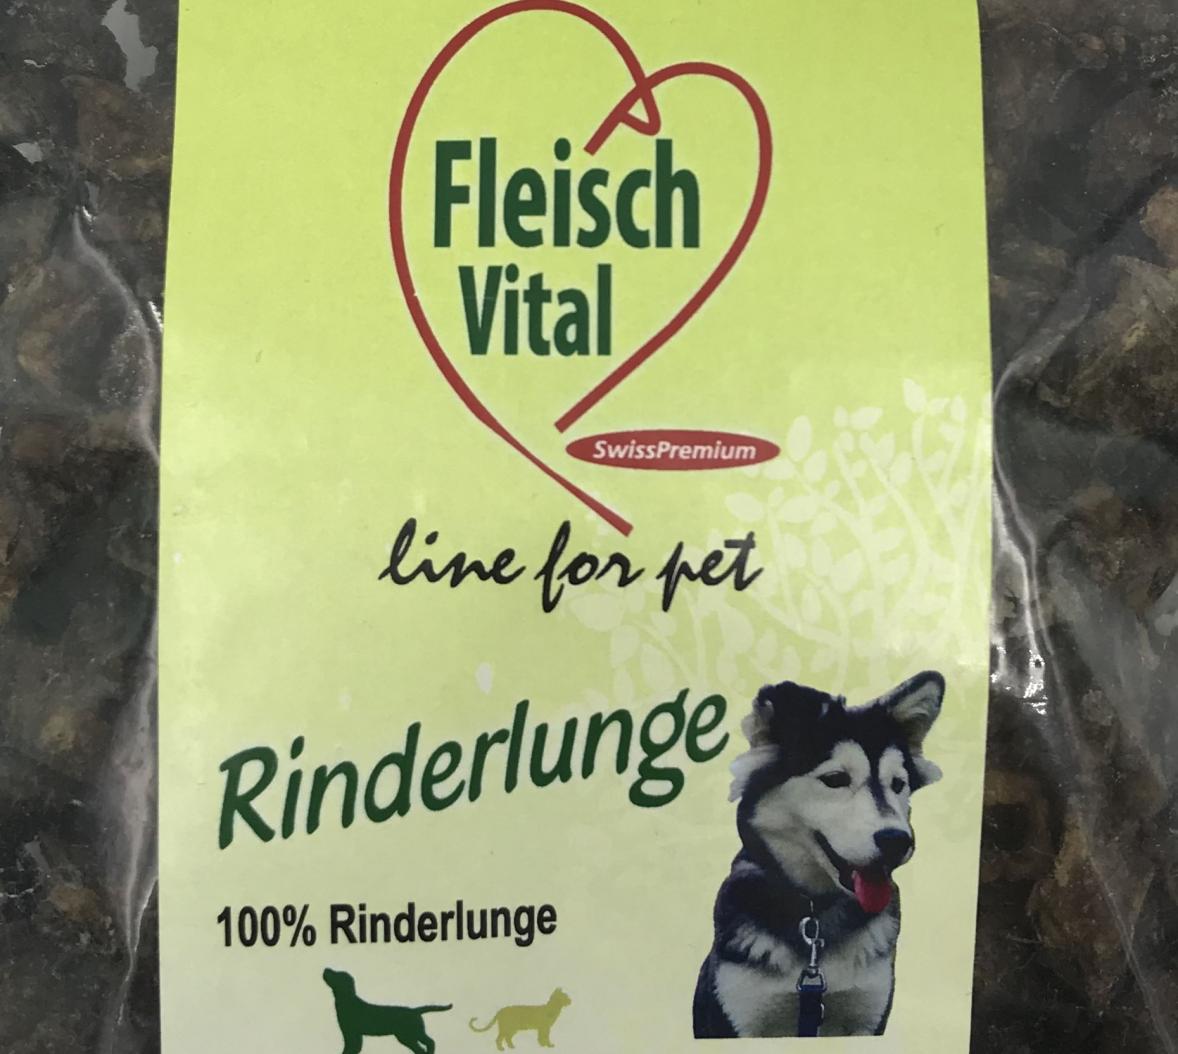 Fleisch
Vital
SwissPremium
line for pet
Rinderlunge
100% Rinderlunge